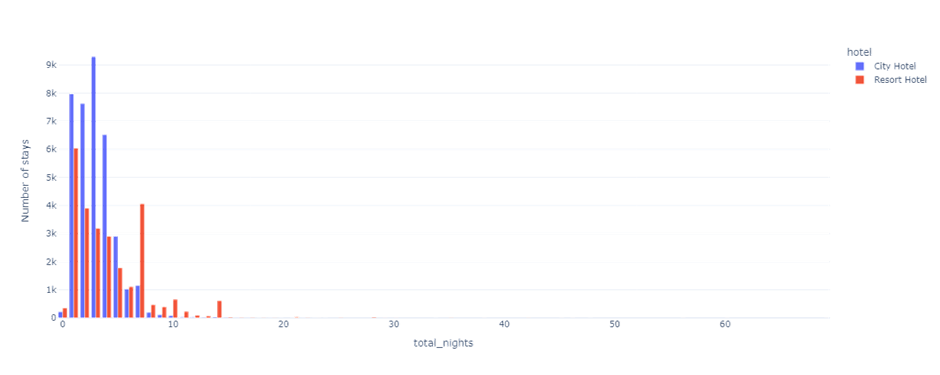 hotel
City Hotel
Resort Hotel
9k
8k
7k
6k
5k
4k
3k
2k
1k
0
Number of stays
0 10 20 30 40 50 60
total_nights